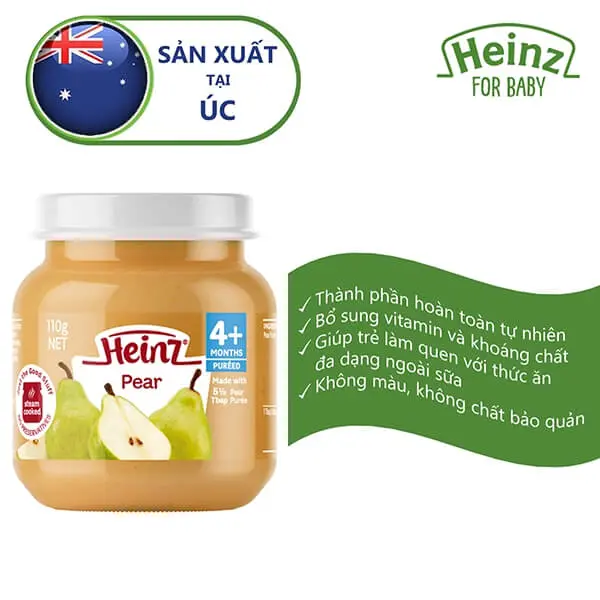 SẢN XUẤT
TẠI
ÚC
Heinz
FOR BABY
110g
NET
Heinz
4+
MONTHS
PURÉED
Pear
Made with
Pear
Tbsp Purée
steam
cooked
Thành phần hoàn toàn tự nhiên
Bổ sung vitamin và khoáng chất
Giúp trẻ làm quen với thức ăn
đa dạng ngoài sữa
Không màu, không chất bảo quản